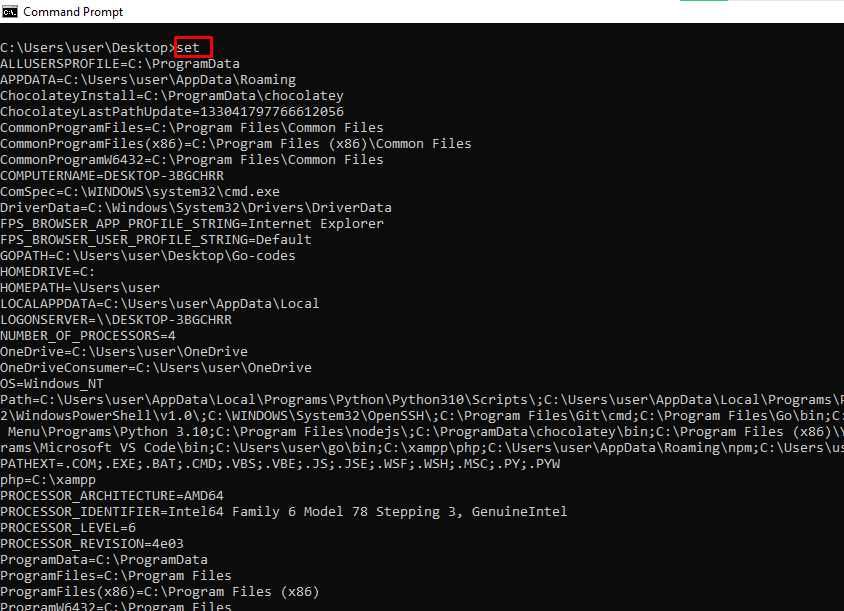 Command Prompt
C:\Users\user\Desktop>set
ALLUSERSPROFILE=C:\ProgramData
APPDATA=C:\Users\user\AppData\Roaming
ChocolateyInstall=C:\ProgramData\chocolatey
ChocolateyLastPathUpdate=133041797766612056
CommonProgramFiles=C:\Program Files\Common Files
CommonProgramFiles(x86)=C:\Program Files (x86)\Common Files
CommonProgramW6432=C:\Program Files\Common Files
COMPUTERNAME=DESKTOP-3BGCHRR
ComSpec=C:\WINDOWS\system32\cmd.exe
DriverData=C:\Windows\System32\Drivers\DriverData
FPS_BROWSER_APP_PROFILE_STRING=Internet Explorer
FPS_BROWSER_USER_PROFILE_STRING=Default
GOPATH=C:\Users\user\Desktop\Go-codes
HOMEDRIVE=C:
HOMEPATH=\Users\user
LOCALAPPDATA=C:\Users\user\AppData\Local
LOGONSERVER=\\DESKTOP-3BGCHRR
NUMBER_OF_PROCESSORS=4
OneDrive=C:\Users\user\OneDrive
OneDriveConsumer=C:\Users\user\OneDrive
OS=Windows_NT
Path=C:\Users\user\AppData\Local\Programs\Python\Python310\Scripts\;C:\Users\user\AppData\Local\Programs\P
2\WindowsPowerShell\v1.0\;C:\WINDOWS\System32\OpenSSH\;C:\Program Files\Git\cmd;C:\Program Files\Go\bin;C:
Menu\Programs\Python 3.10;C:\Program Files\nodejs\;C:\ProgramData\chocolatey\bin;C:\Program Files (x86)\Y
rams\Microsoft VS Code\bin;C:\Users\user\go\bin;C:\xampp\php;C:\Users\user\AppData\Roaming\npm;C:\Users\us
PATHEXT=.COM;.EXE;.BAT;.CMD;.VBS;.VBE;.JS;.JSE;.WSF;.WSH;.MSC;.PY;.PYW
php=C:\xampp
PROCESSOR_ARCHITECTURE=AMD64
PROCESSOR_IDENTIFIER=Intel64 Family 6 Model 78 Stepping 3, GenuineIntel
PROCESSOR_LEVEL=6
PROCESSOR_REVISION=4e03
ProgramData=C:\ProgramData
ProgramFiles=C:\Program Files
ProgramFiles(x86)=C:\Program Files (x86)
ProgramW6432=C:\Program Files